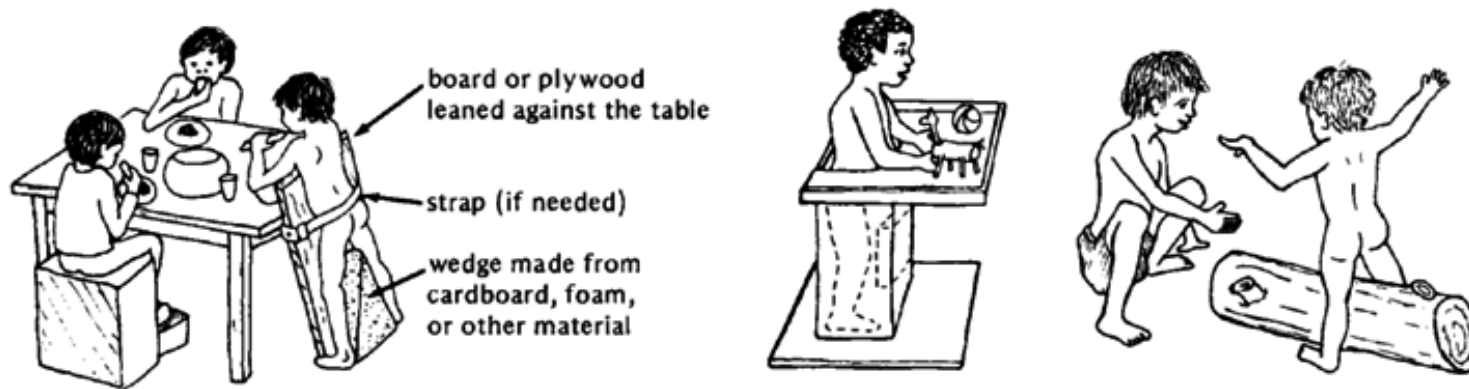 board or plywood
leaned against the table
strap (if needed)
wedge made from
cardboard, foam,
or other material